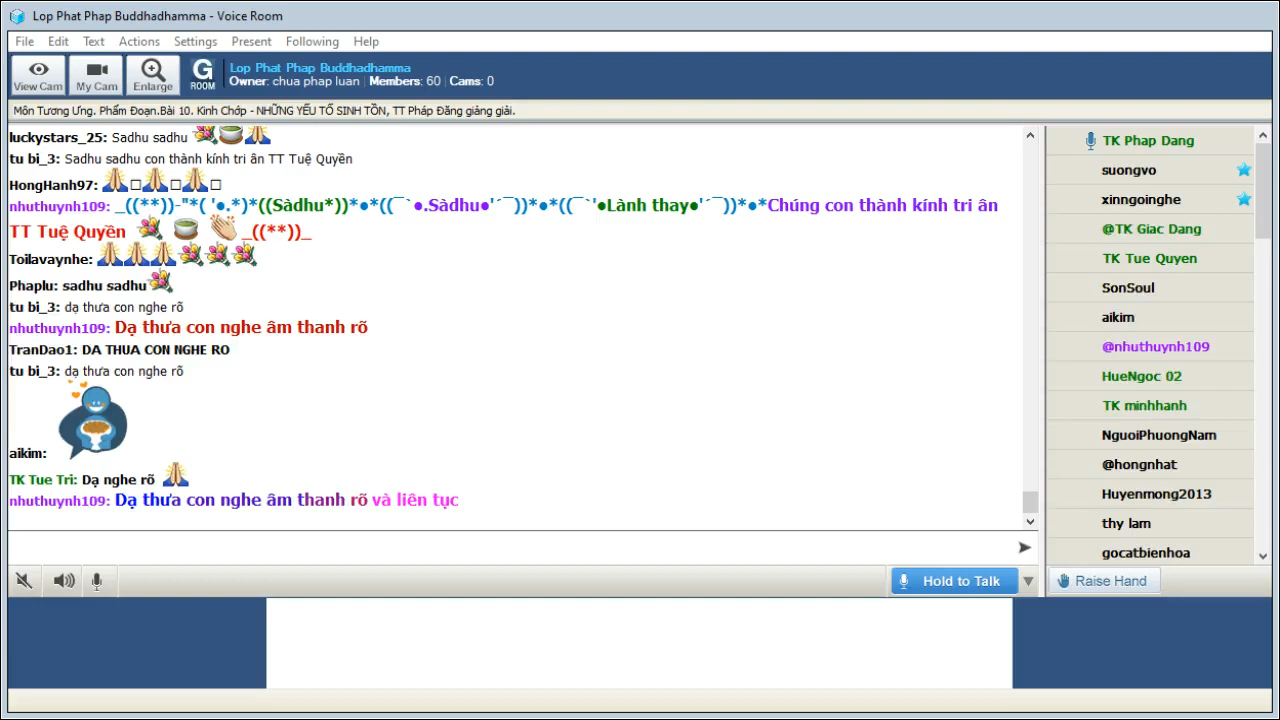 Lop Phat Phap Buddhadhamma - Voice Room
File Edit Text Actions Settings Present Following Help
View Cam My Cam Enlarge G ROOM
Lop Phat Phap Buddhadhamma
Owner: chua phap luan | Members: 60 | Cams: 0
Môn Tương Ưng. Phẩm Đoạn.Bài 10. Kinh Chớp - NHỮNG YẾU TỐ SINH TỒN, TT Pháp Đăng giảng giải.
luckystars_25: Sadhu sadhu
tu bi_3: Sadhu sadhu con thành kính tri ân TT Tuệ Quyền
HongHanh97:
nhuthuynh109: _((**))-"*( '●.*)*((Sàdhu*))*●*((¯`●.Sàdhu●'´¯))*●*((¯`'●Lành thay●'´¯))*●*Chúng con thành kính tri ân
TT Tuệ Quyền _((**))_
Toilavaynhe:
Phaplu: sadhu sadhu
tu bi_3: dạ thưa con nghe rõ
nhuthuynh109: Dạ thưa con nghe âm thanh rõ
TranDao1: DA THUA CON NGHE RO
tu bi_3: dạ thưa con nghe rõ
aikim:
TK Tue Tri: Dạ nghe rõ
nhuthuynh109: Dạ thưa con nghe âm thanh rõ và liên tục
TK Phap Dang
suongvo
xinngoinghe
@TK Giac Dang
TK Tue Quyen
SonSoul
aikim
@nhuthuynh109
HueNgoc 02
TK minhhanh
NguoiPhuongNam
@hongnhat
Huyenmong2013
thy lam
gocatbienhoa
Hold to Talk
Raise Hand